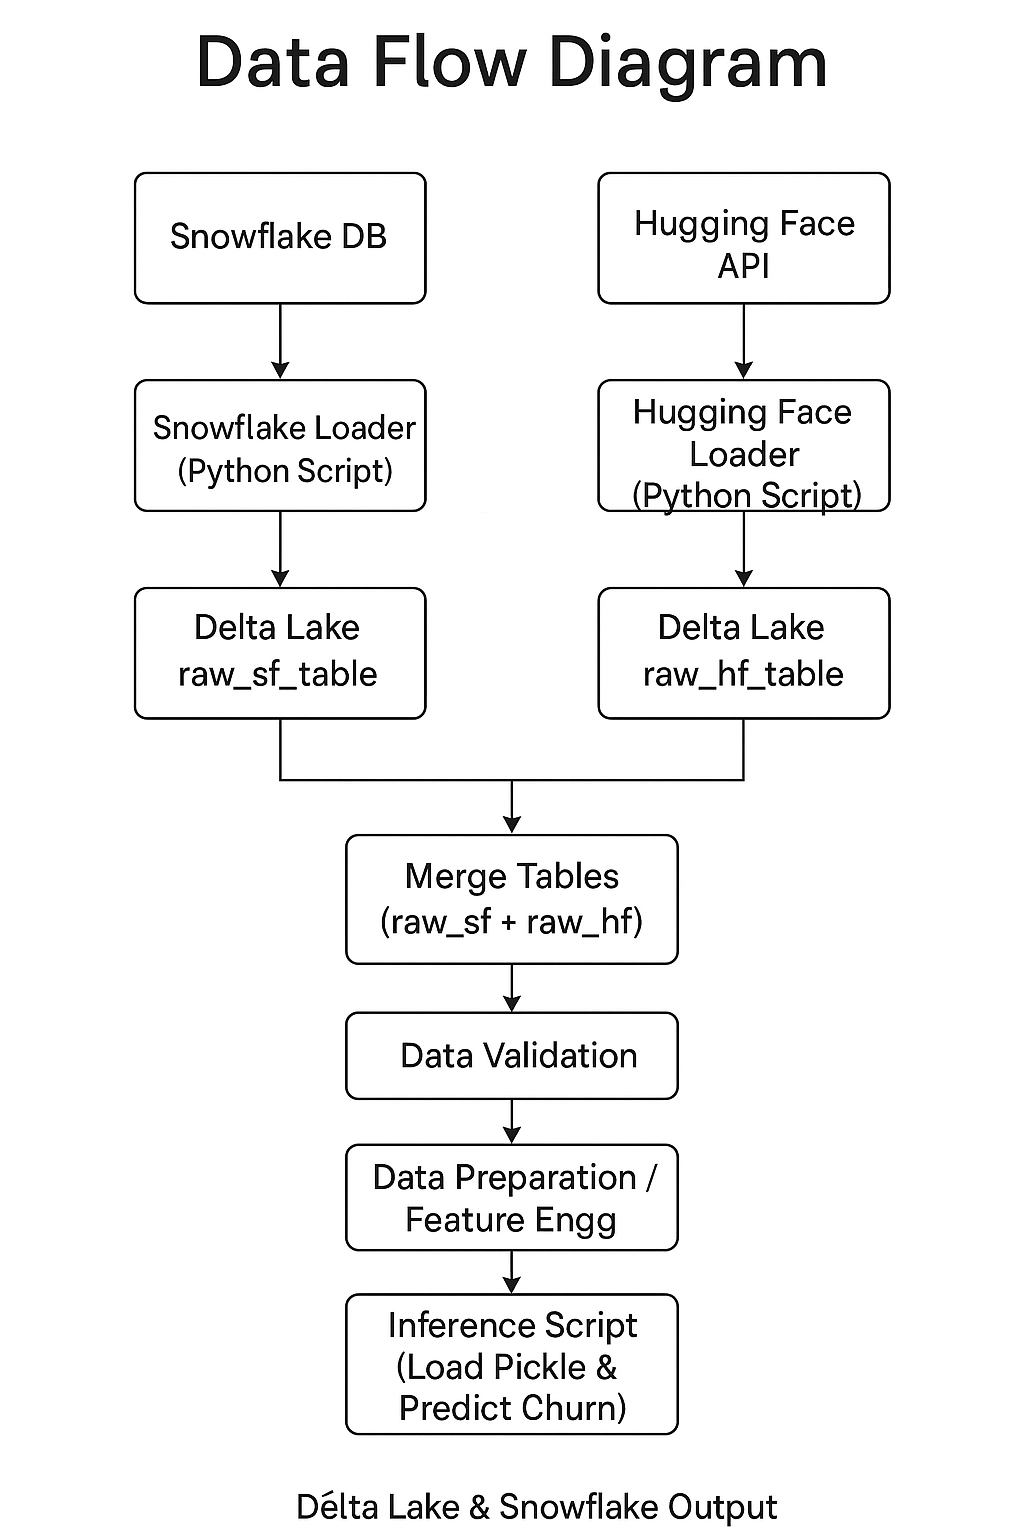 Data Flow Diagram
Snowflake DB
Hugging Face
API
Snowflake Loader
(Python Script)
Hugging Face
Loader
(Python Script)
Delta Lake
raw_sf_table
Delta Lake
raw_hf_table
Merge Tables
(raw_sf + raw_hf)
Data Validation
Data Preparation /
Feature Engg
Inference Script
(Load Pickle &
Predict Churn)
Délta Lake & Snowflake Output